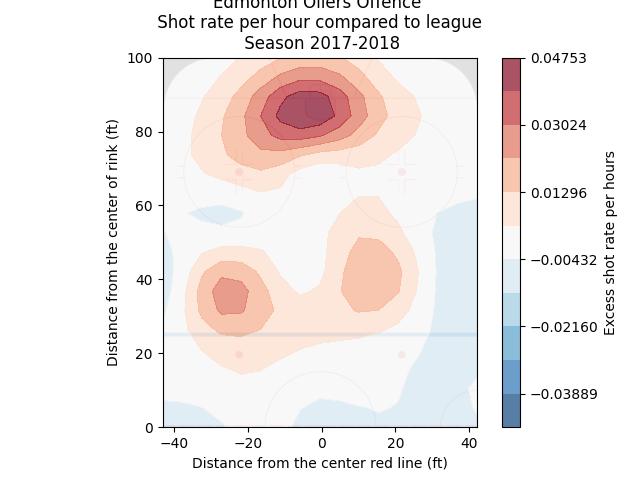 Edmonton Oilers Offence
Shot rate per hour compared to league
Season 2017-2018
100
80
60
40
20
0
−40
−20
0
20
40
Distance from the center red line (ft)
Distance from the center of rink (ft)
0.04753
0.03024
0.01296
−0.00432
−0.02160
−0.03889
Excess shot rate per hours